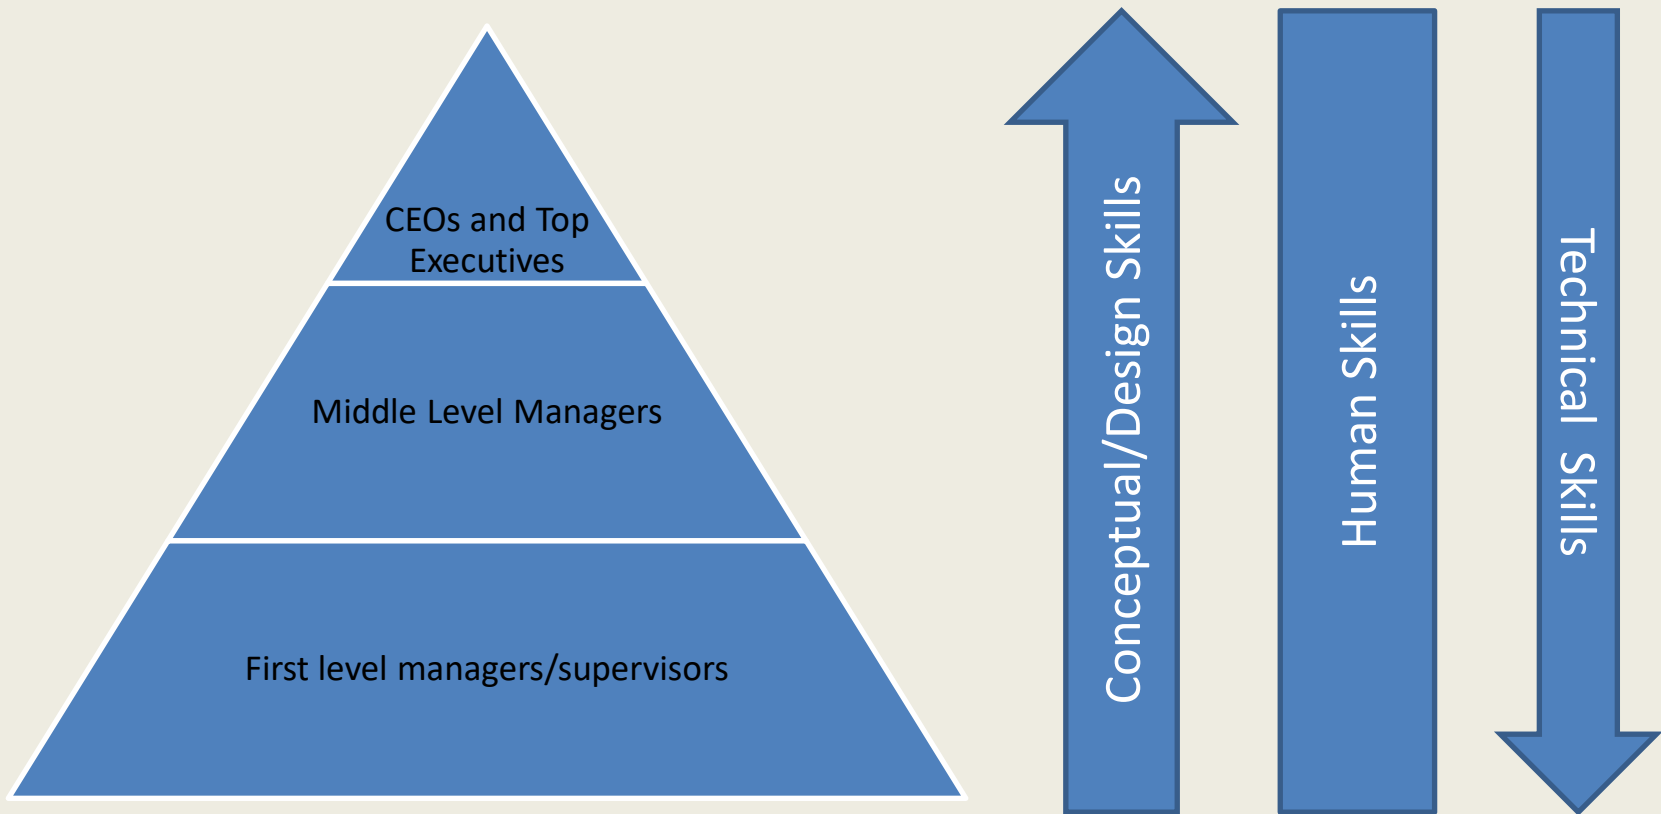 CEOs and Top
Executives
Middle Level Managers
First level managers/supervisors
Conceptual/Design Skills
Human Skills
Technical Skills